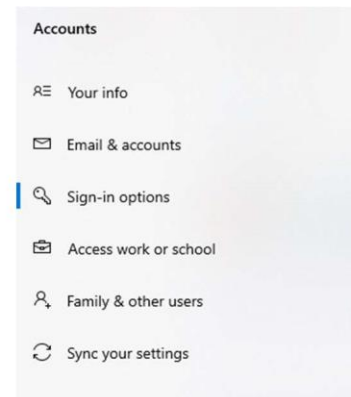 Accounts
Your info
Email & accounts
Sign-in options
Access work or school
Family & other users
Sync your settings